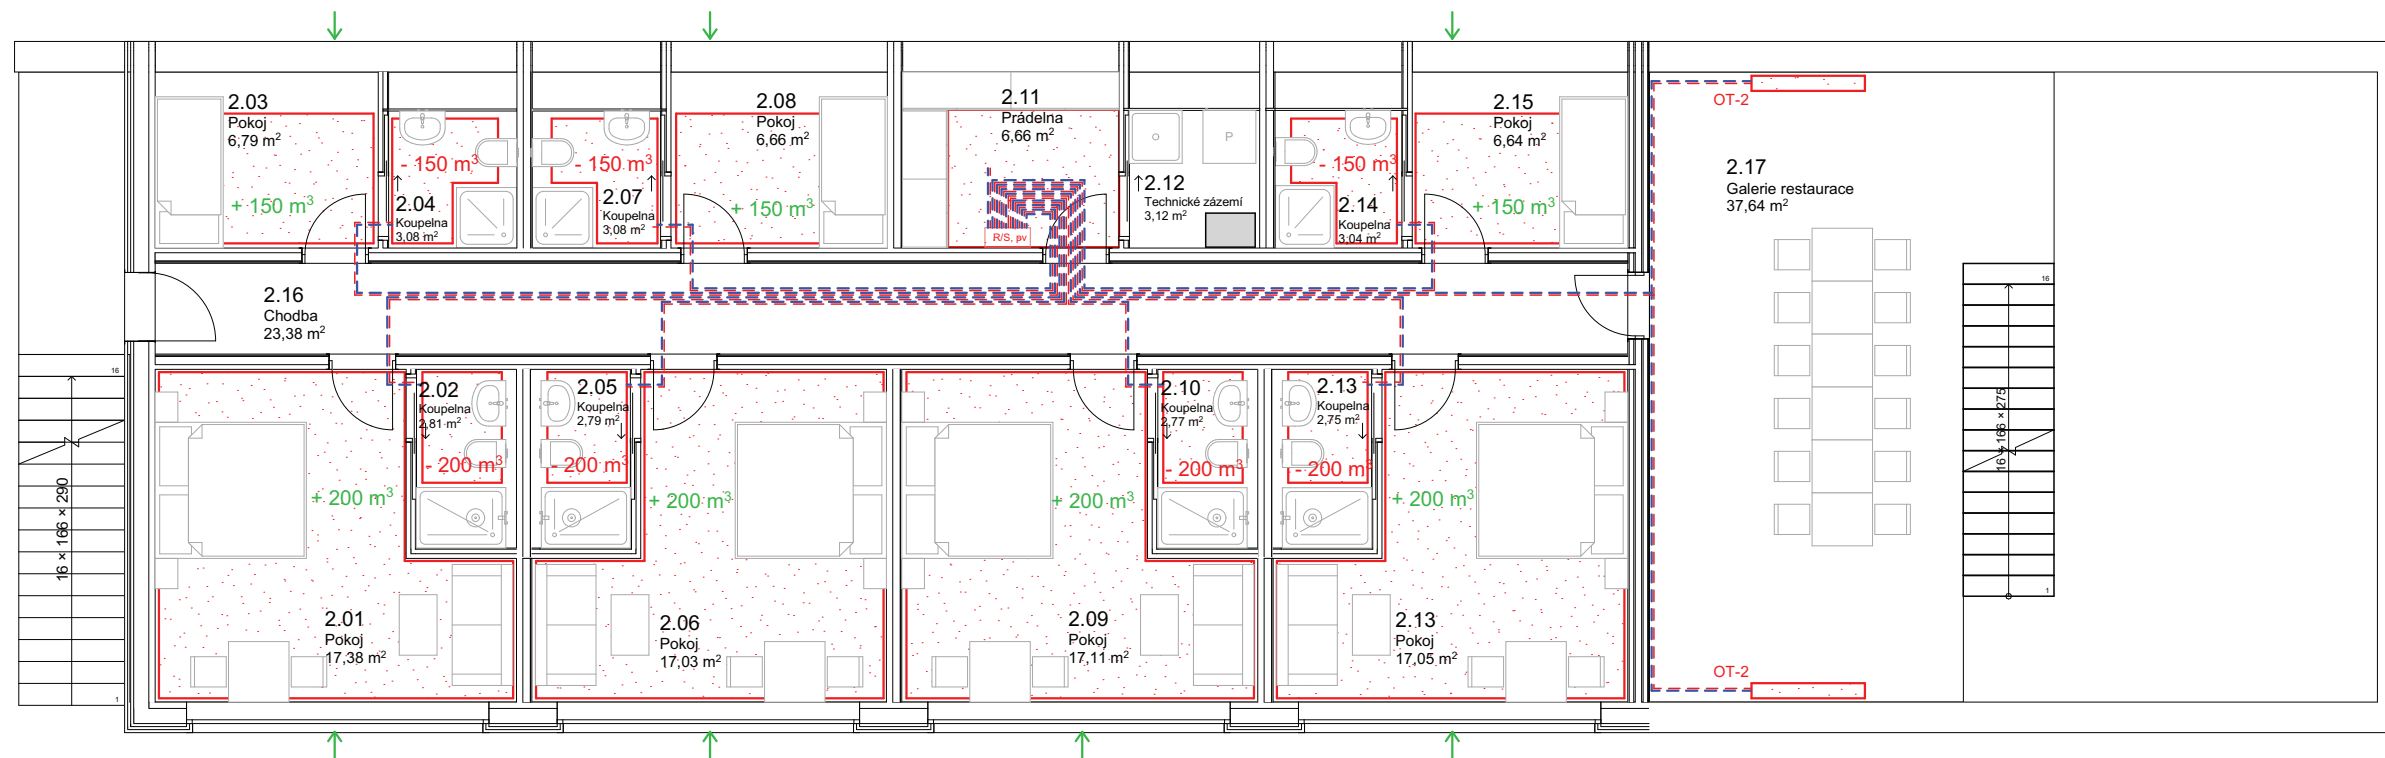 2.03
Pokoj
6,79 m²
+ 150 m³
- 150 m³
2.04
Koupelna
3,08 m²
- 150 m³
2.07
Koupelna
3,08 m²
2.08
Pokoj
6,66 m²
+ 150 m³
2.11
Prádelna
6,66 m²
R/S, pv
P
2.12
Technické zázemí
3,12 m²
- 150 m³
2.14
Koupelna
3,04 m²
2.15
Pokoj
6,64 m²
+ 150 m³
OT-2
2.17
Galerie restaurace
37,64 m²
2.16
Chodba
23,38 m²
16
16 × 166 × 290
1
2.02
Koupelna
2,81 m²
- 200 m³
+ 200 m³
2.01
Pokoj
17,38 m²
2.05
Koupelna
2,79 m²
- 200 m³
+ 200 m³
2.06
Pokoj
17,03 m²
2.10
Koupelna
2,77 m²
- 200 m³
+ 200 m³
2.09
Pokoj
17,11 m²
2.13
Koupelna
2,75 m²
- 200 m³
+ 200 m³
2.13
Pokoj
17,05 m²
16
16 × 166 × 275
1
OT-2